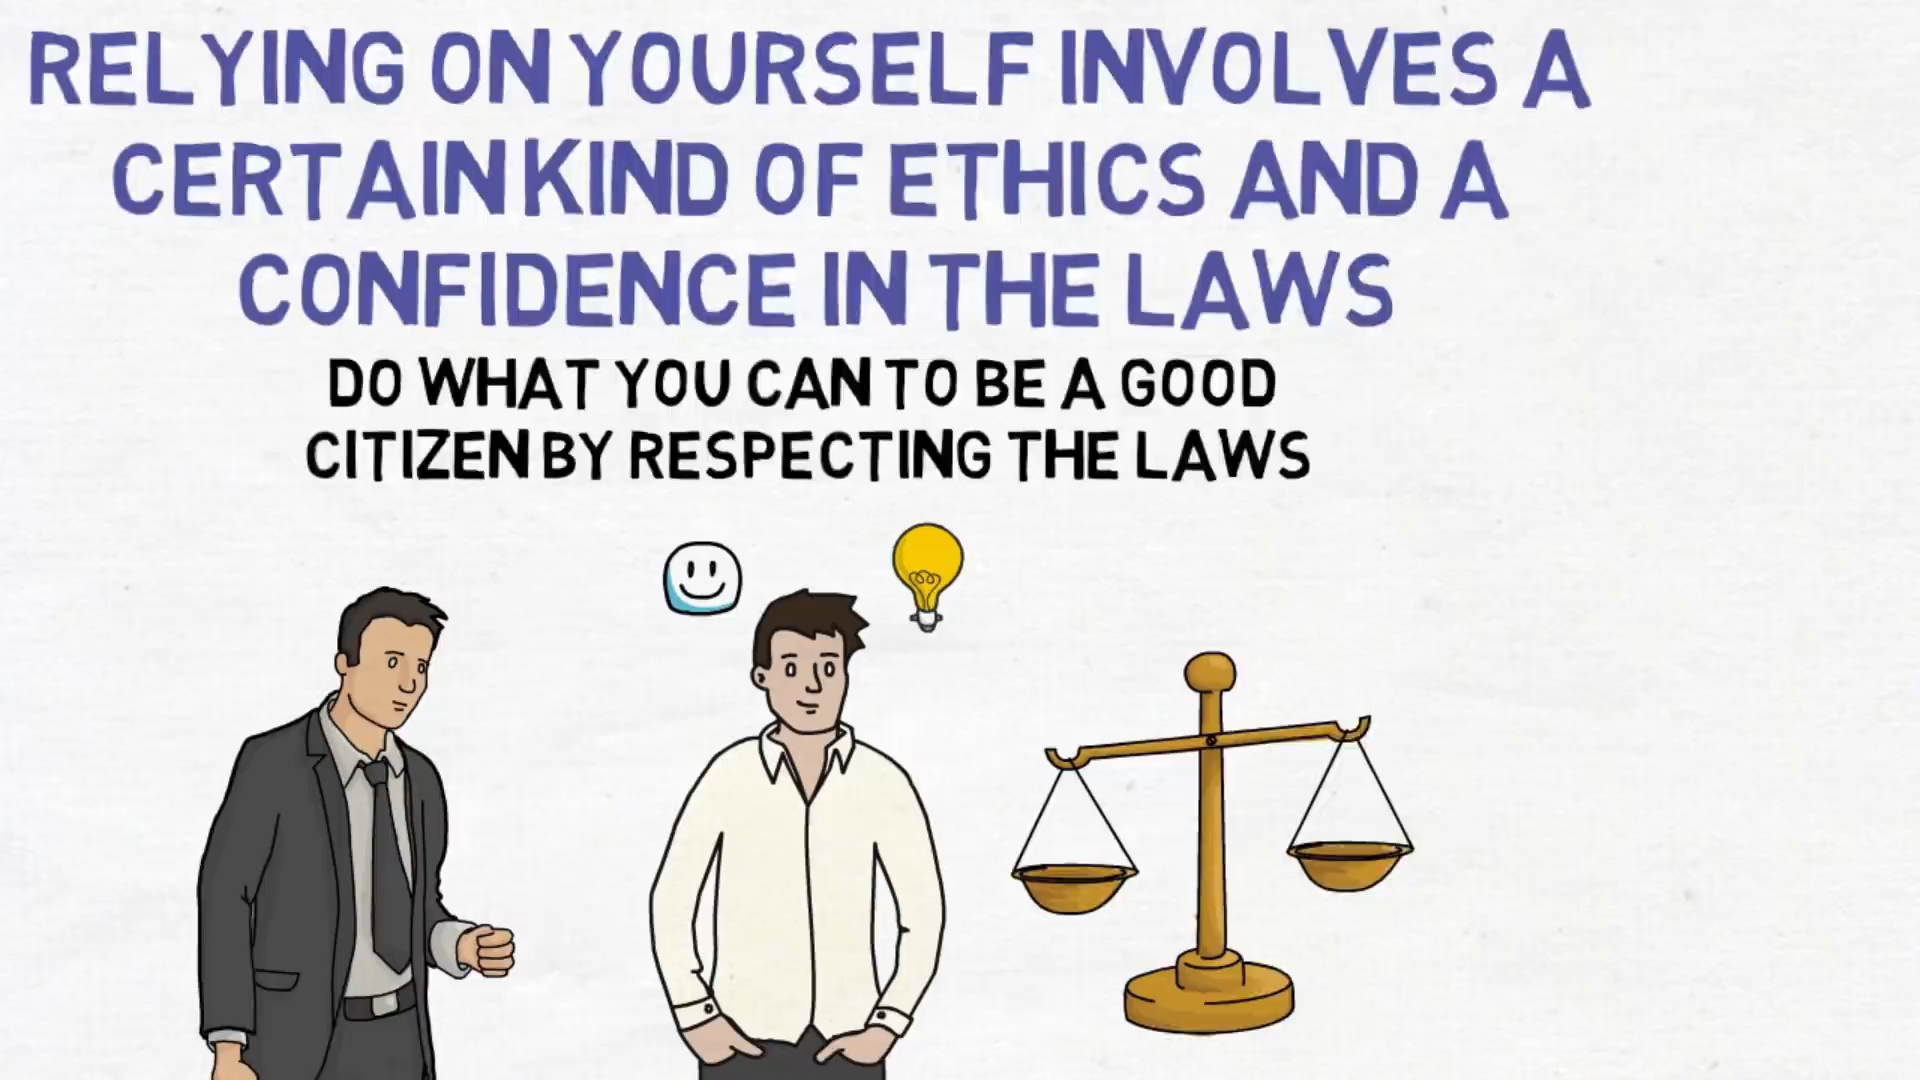 RELYING ON YOURSELF INVOLVES A
CERTAIN KIND OF ETHICS AND A
CONFIDENCE IN THE LAWS
DO WHAT YOU CAN TO BE A GOOD
CITIZEN BY RESPECTING THE LAWS